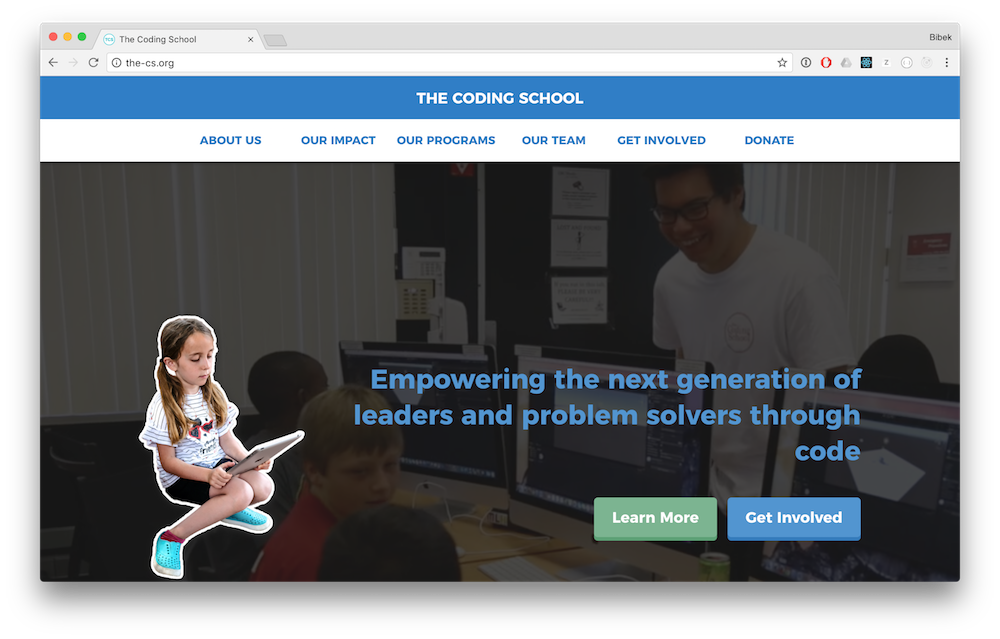 The Coding School
Bibek
the-cs.org
THE CODING SCHOOL
ABOUT US OUR IMPACT OUR PROGRAMS OUR TEAM GET INVOLVED DONATE
Empowering the next generation of
leaders and problem solvers through
code
Learn More Get Involved